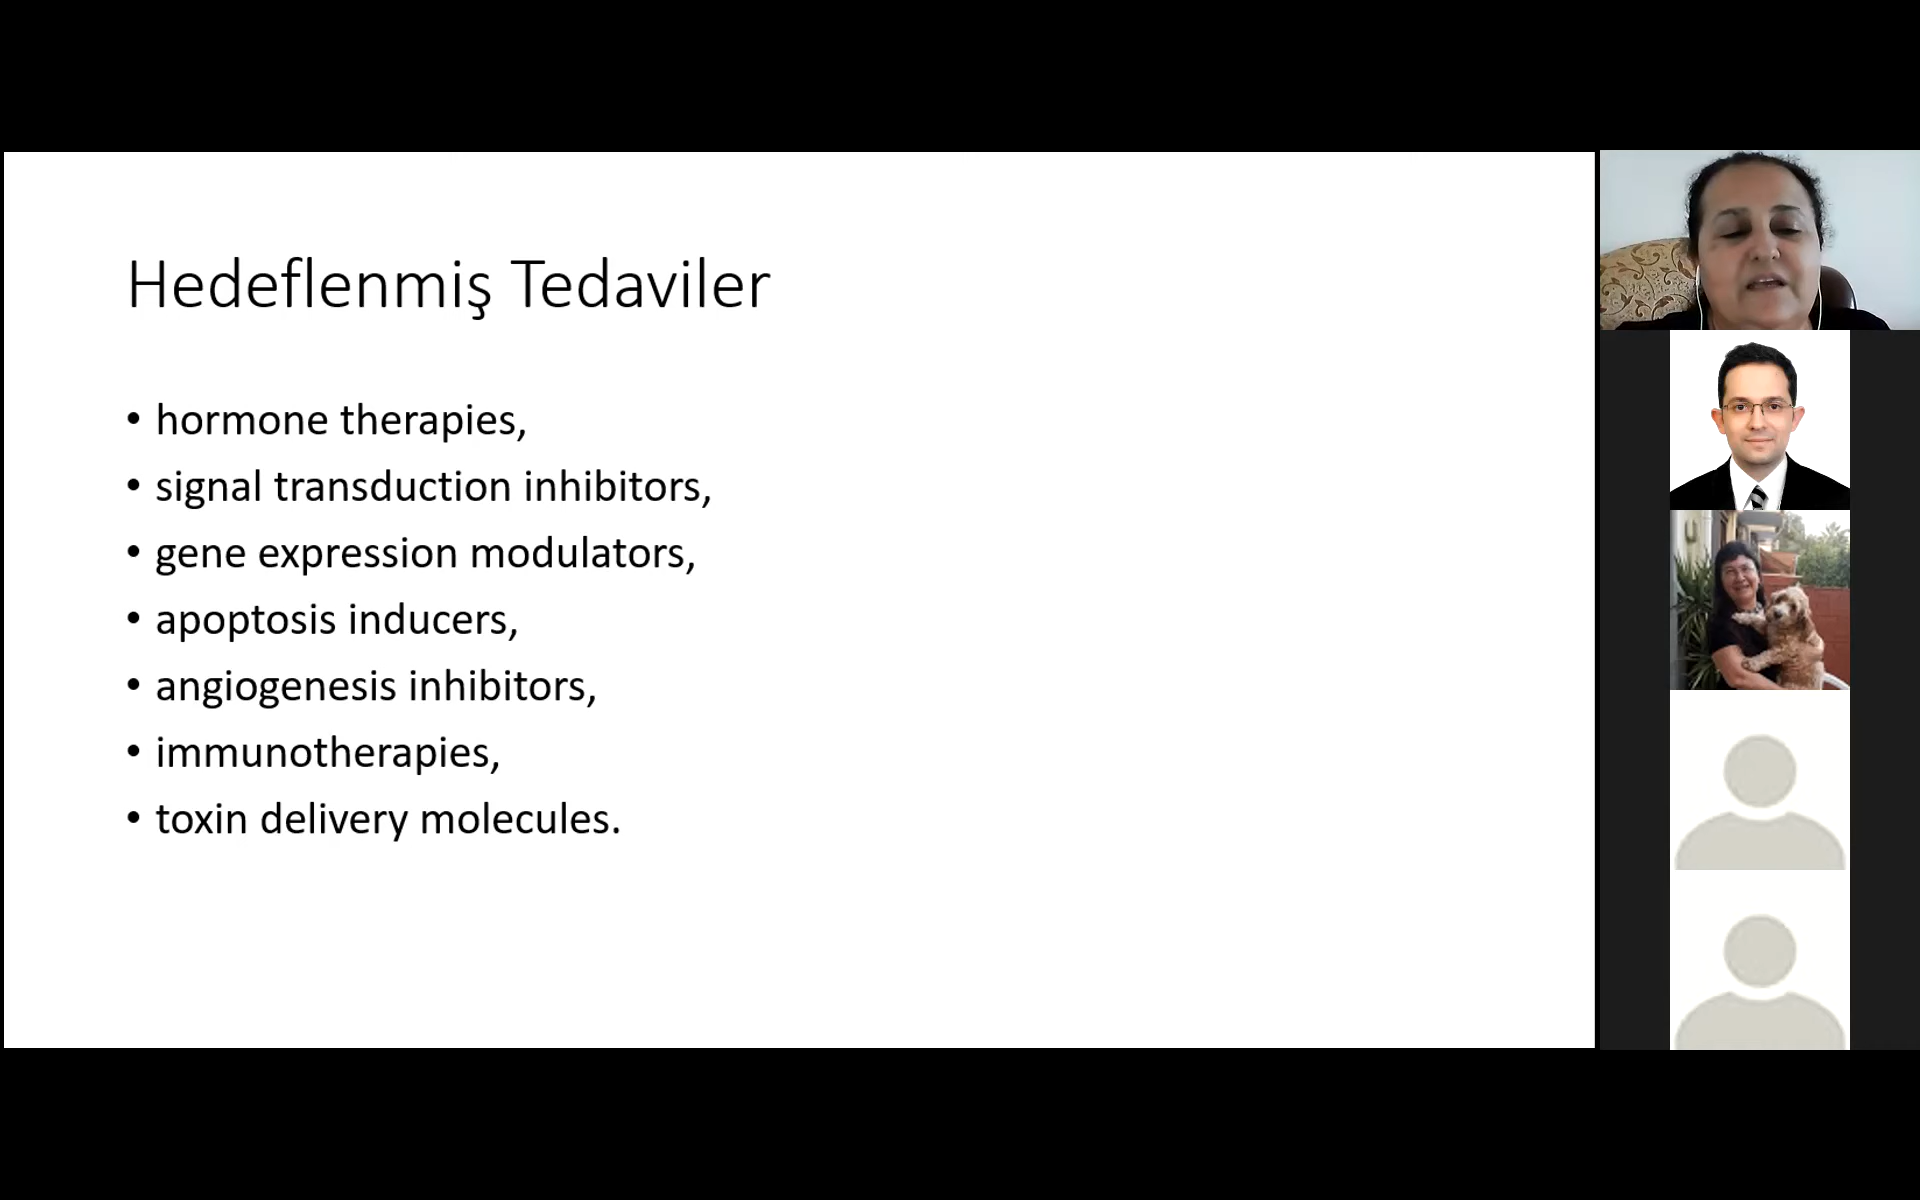 Hedeflenmiş Tedaviler
• hormone therapies,
• signal transduction inhibitors,
• gene expression modulators,
• apoptosis inducers,
• angiogenesis inhibitors,
• immunotherapies,
• toxin delivery molecules.